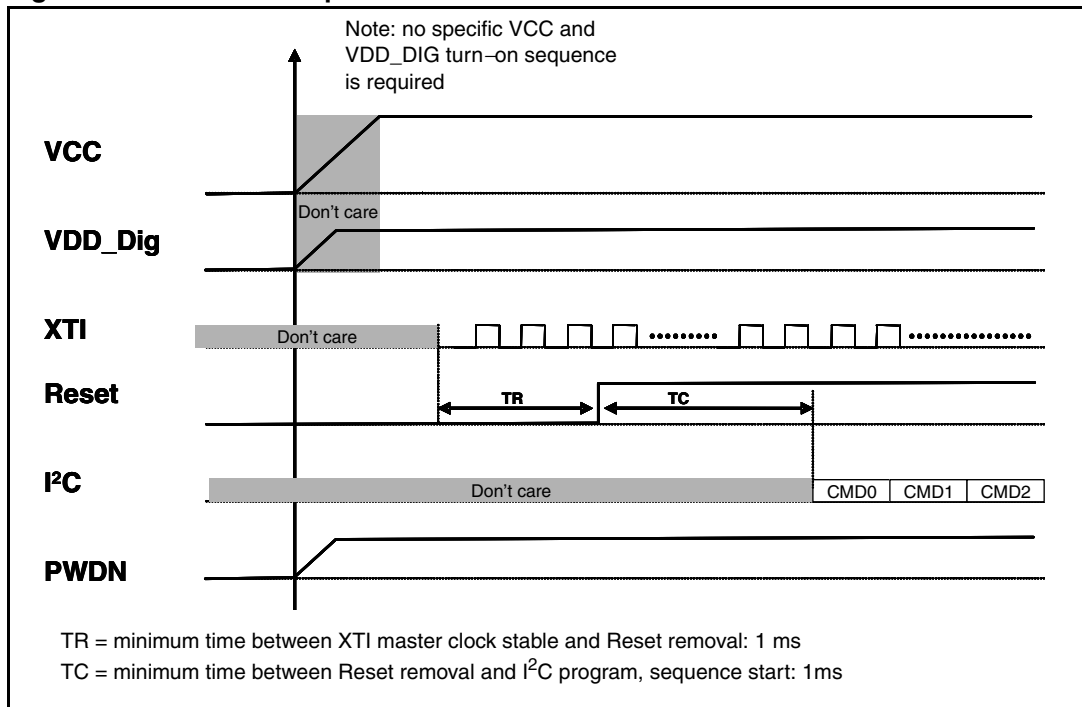 Note: no specific VCC and
VDD_DIG turn–on sequence
is required
VCC
Don't care
VDD_Dig
XTI
Don't care
Reset
TR
TC
I²C
Don't care
CMD0 CMD1 CMD2
PWDN
TR = minimum time between XTI master clock stable and Reset removal: 1 ms
TC = minimum time between Reset removal and I²C program, sequence start: 1ms